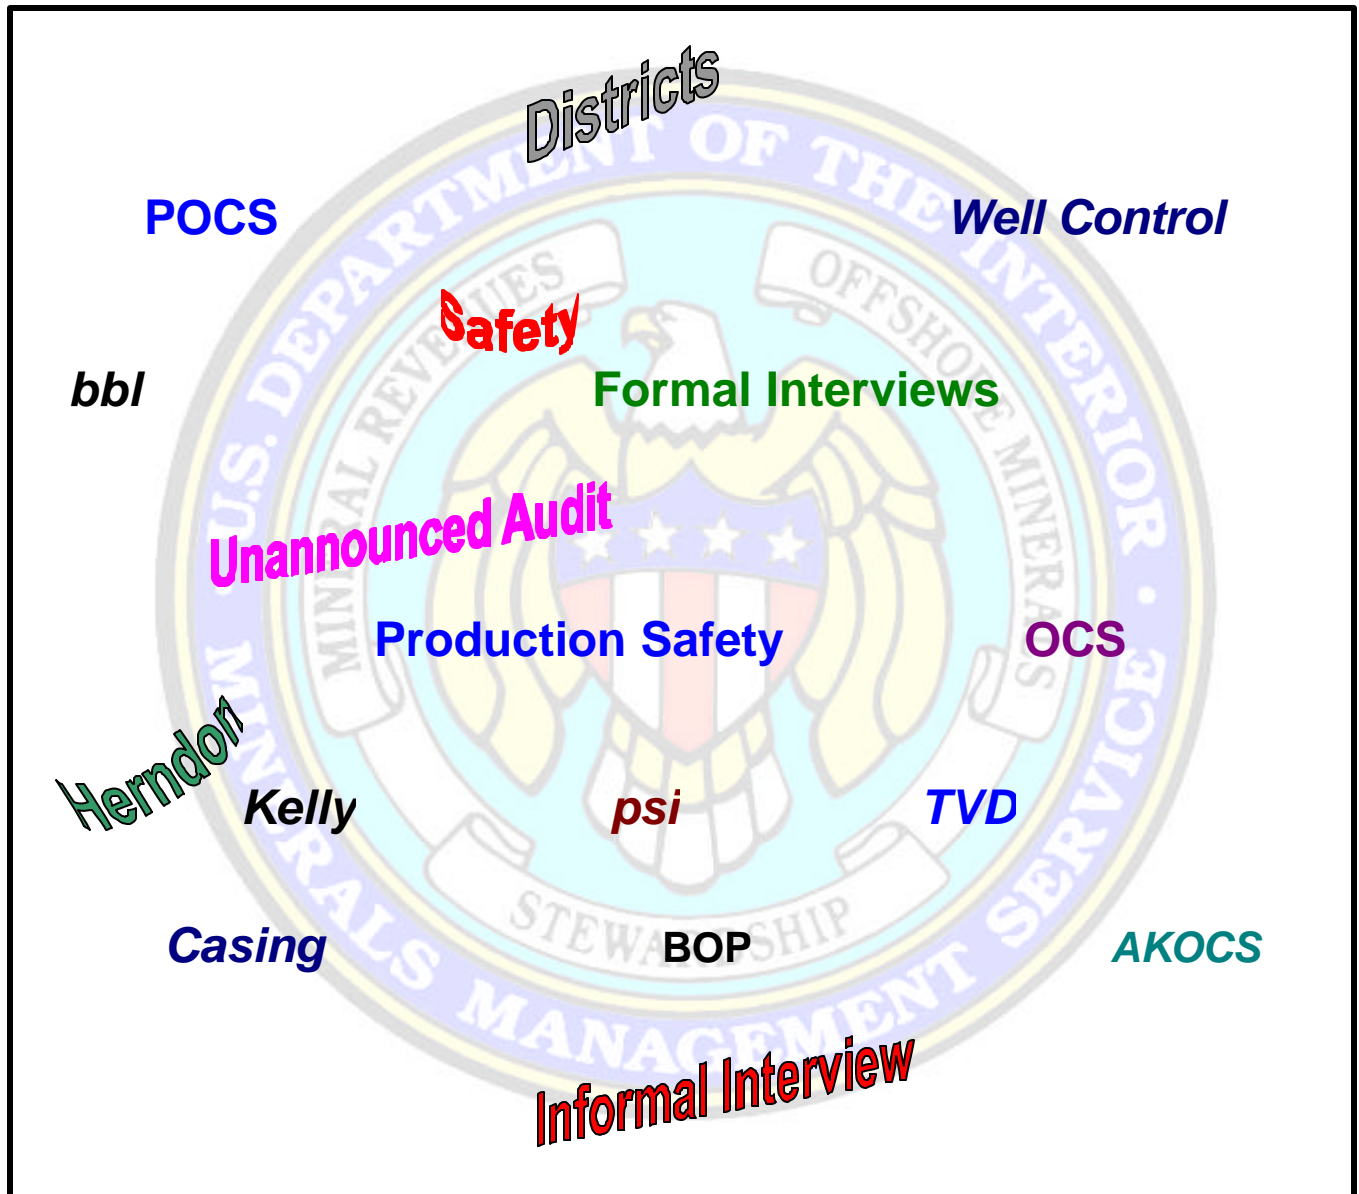 Districts
U.S. DEPARTMENT OF THE INTERIOR
POCS
Well Control
MINERAL REVENUES
OFFSHORE MINERALS
Safety
bbl
Formal Interviews
Unannounced Audit
Production Safety
OCS
Herndon
Kelly
psi
TVD
STEWARDSHIP
Casing
BOP
AKOCS
MINERALS MANAGEMENT SERVICE
Informal Interview